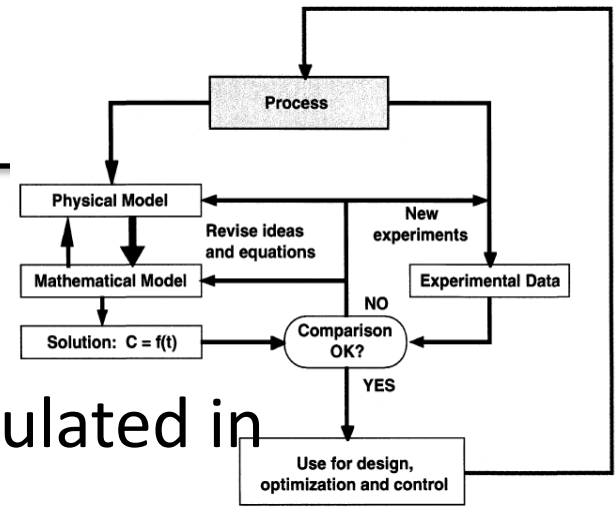 Process
Physical Model
Revise ideas
and equations
New
experiments
Mathematical Model
Experimental Data
NO
Solution: C = f(t)
Comparison
OK?
YES
ulated in
Use for design,
optimization and control